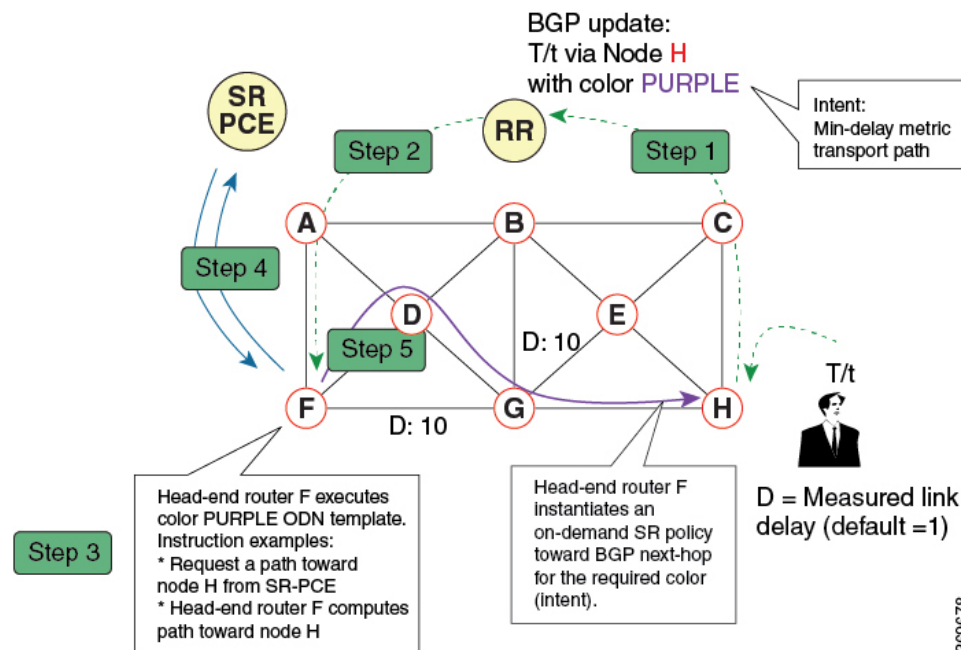 BGP update:
T/t via Node H
with color PURPLE
SR
PCE
RR
Intent:
Min-delay metric
transport path
Step 2
Step 1
A
B
C
Step 4
D
E
Step 5
D: 10
T/t
F
G
H
D: 10
Head-end router F executes
color PURPLE ODN template.
Instruction examples:
* Request a path toward
node H from SR-PCE
* Head-end router F computes
path toward node H
Step 3
Head-end router F
instantiates an
on-demand SR policy
toward BGP next-hop
for the required color
(intent).
D = Measured link
delay (default =1)